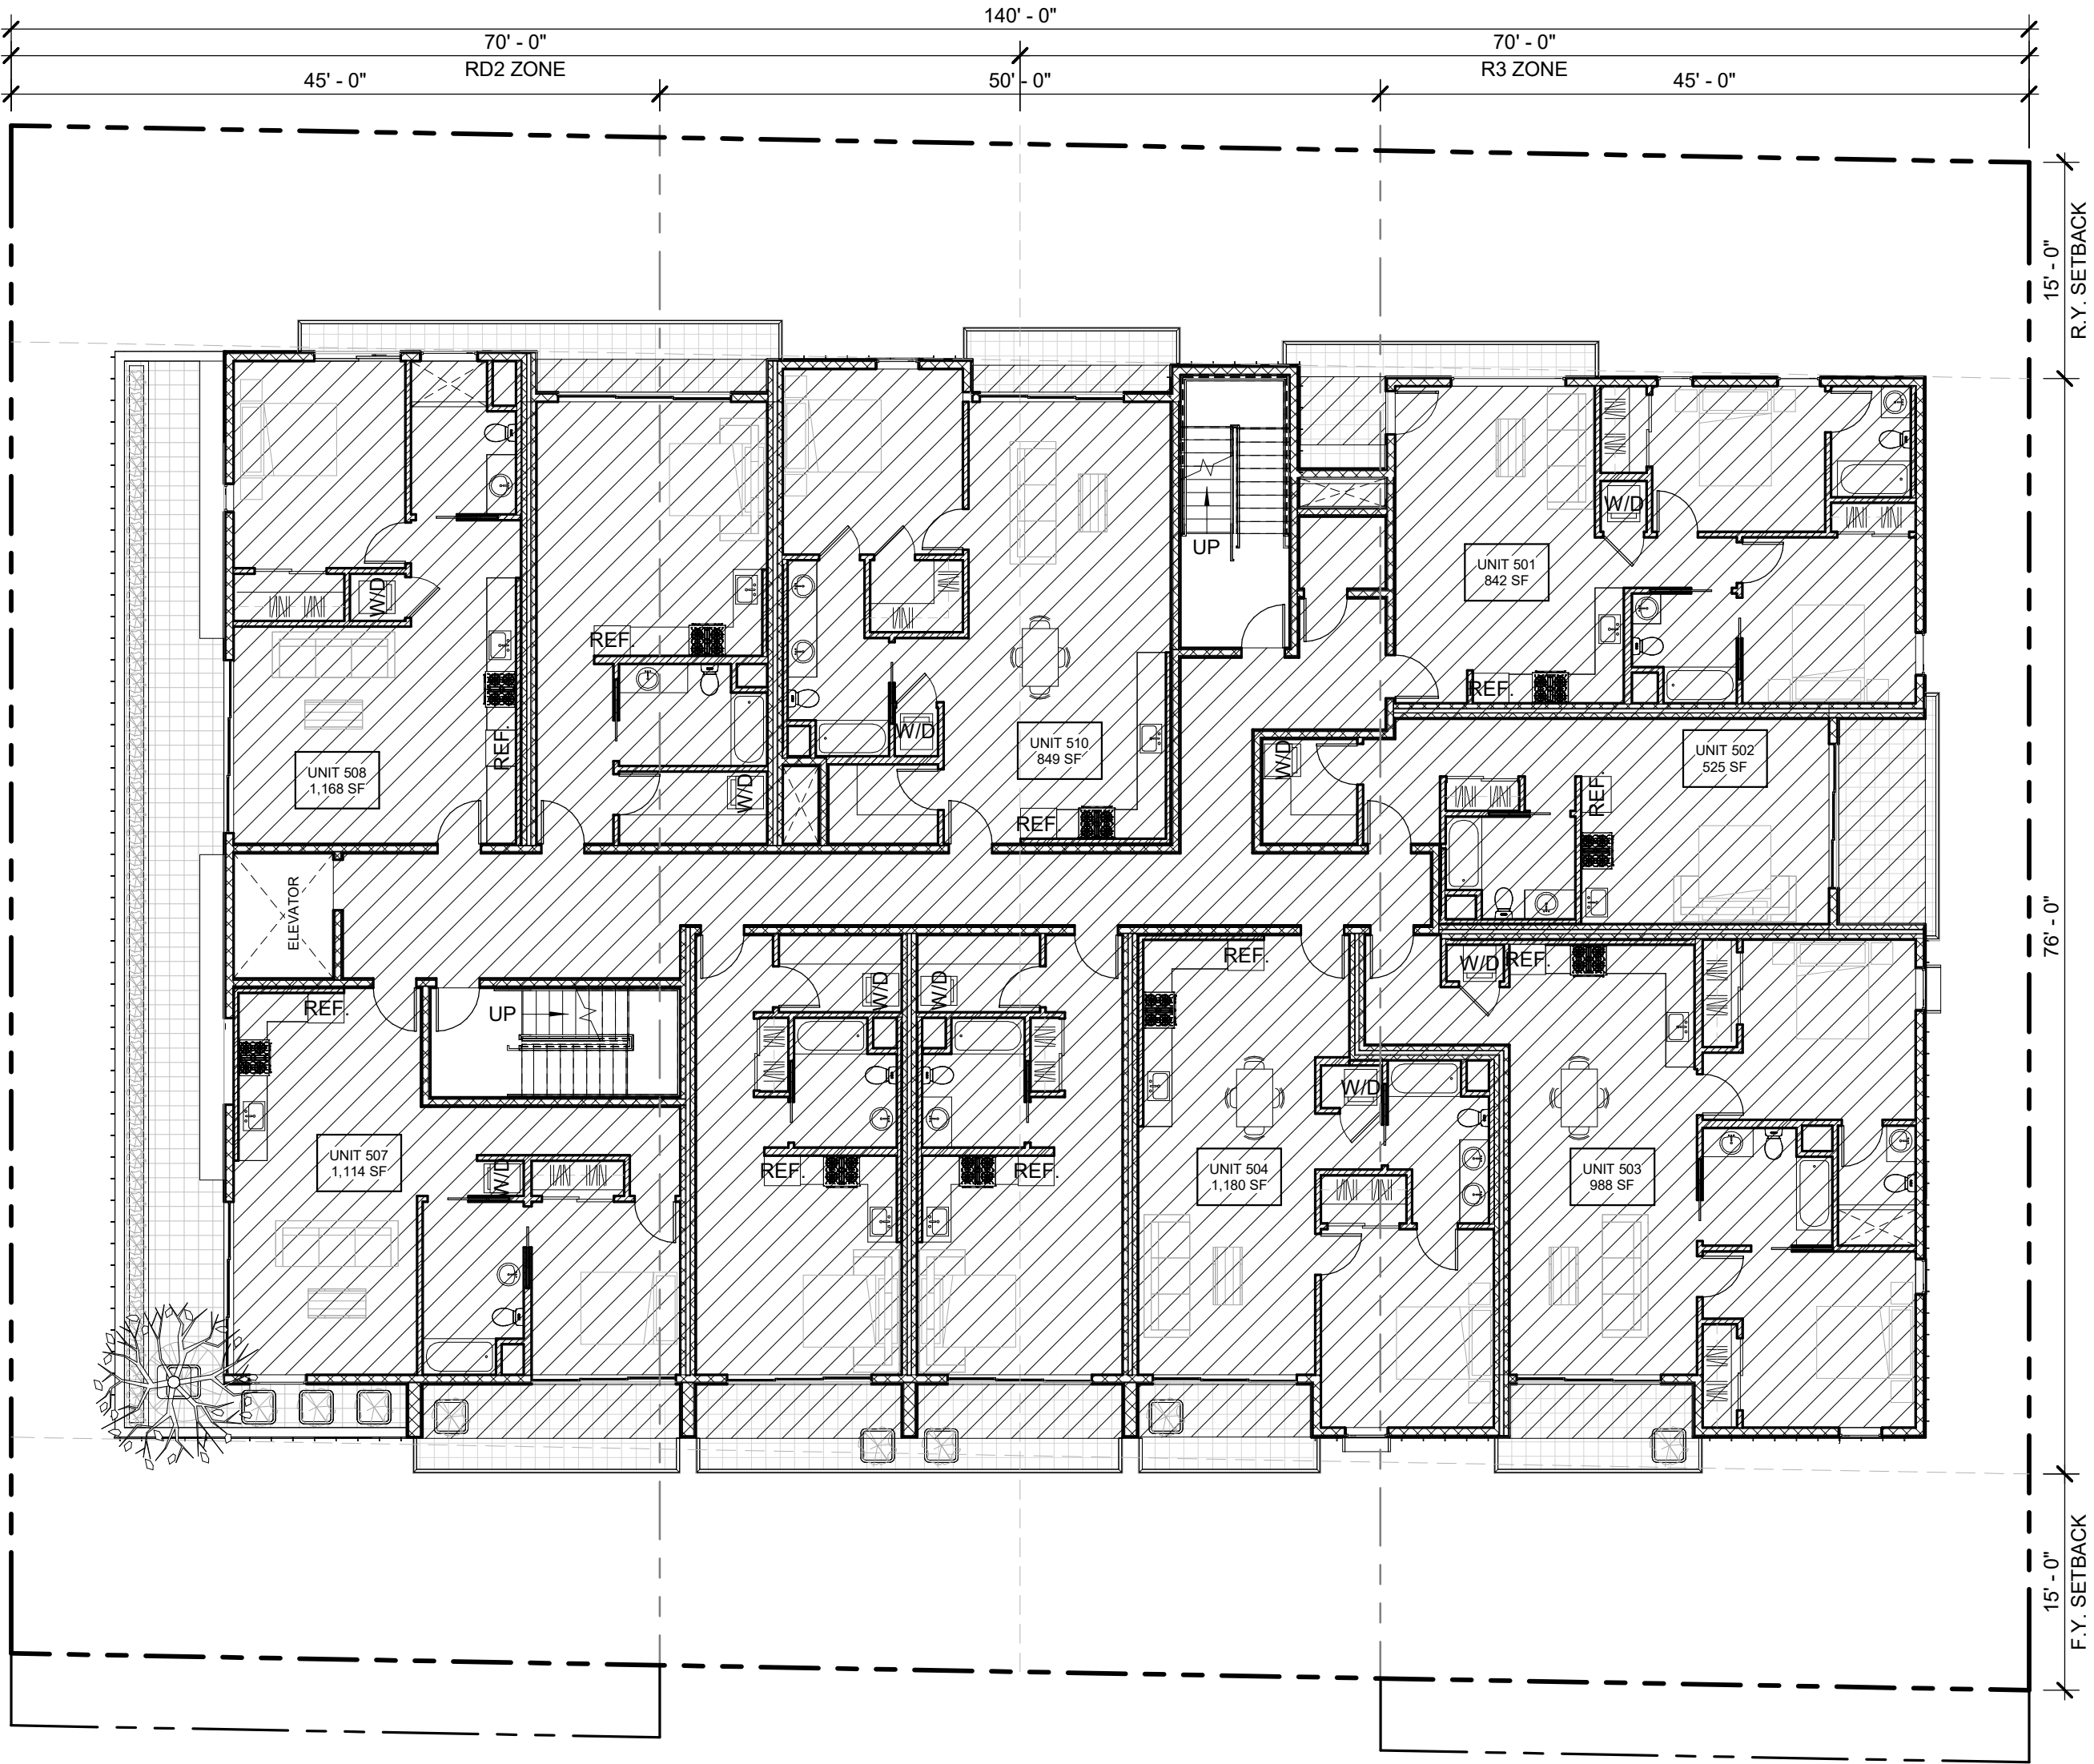 140' - 0"
70' - 0"
70' - 0"
RD2 ZONE
R3 ZONE
45' - 0"
50' - 0"
45' - 0"
15' - 0"
R.Y. SETBACK
UP
W/D
UNIT 501
842 SF
W/D
REF.
REF.
W/D
REF.
UNIT 510
849 SF
UNIT 502
525 SF
UNIT 508
1,168 SF
W/D
W/D
REF.
REF.
ELEVATOR
76' - 0"
REF.
W/D
REF.
W/D
W/D
REF.
UP
W/D
UNIT 507
1,114 SF
W/D
REF.
REF.
UNIT 504
1,180 SF
UNIT 503
988 SF
15' - 0"
F.Y. SETBACK